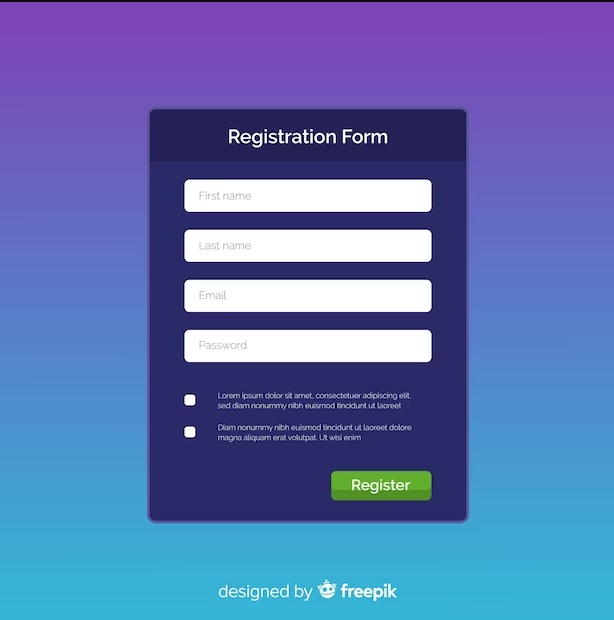 Registration Form
First name
Last name
Email
Password
Lorem ipsum dolor sit amet, consectetuer adipiscing elit,
sed diam nonummy nibh euismod tincidunt ut laoreet
Diam nonummy nibh euismod tincidunt ut laoreet dolore
magna aliquam erat volutpat. Ut wisi enim
Register
designed by freepik